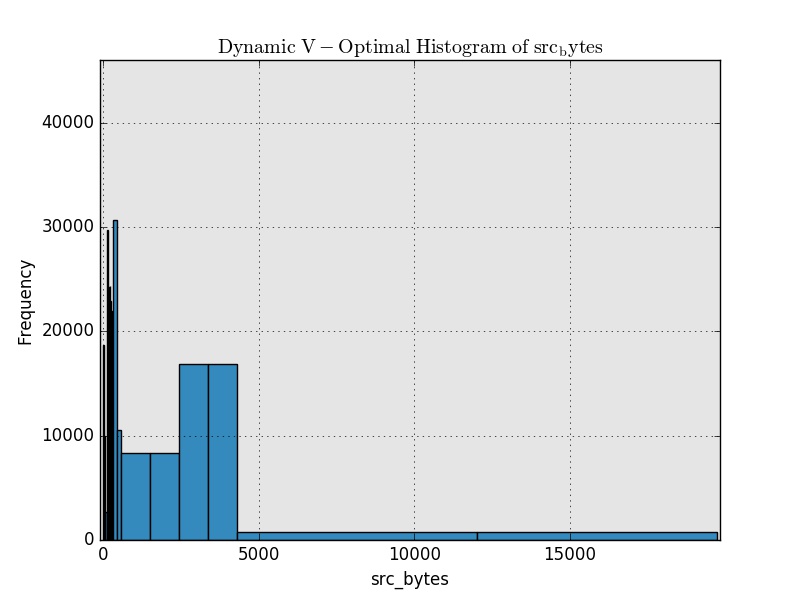 Dynamic V − Optimal Histogram of src_bytes
40000
30000
20000
10000
0
Frequency
0 5000 10000 15000
src_bytes